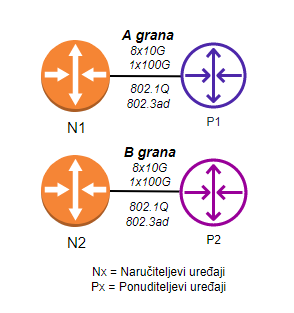 A grana
8x10G
1x100G
802.1Q
802.3ad
N1
P1
B grana
8x10G
1x100G
802.1Q
802.3ad
N2
P2
Nx = Naručiteljevi uređaji
Px = Ponuditeljevi uređaji